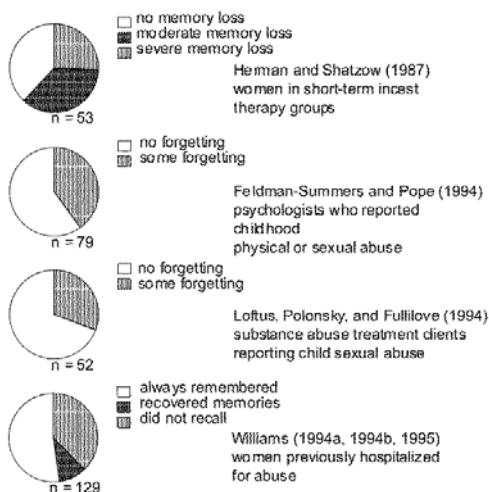 no memory loss
moderate memory loss
severe memory loss
Herman and Shatzow (1987)
women in short-term incest
therapy groups
n = 53
no forgetting
some forgetting
Feldman-Summers and Pope (1994)
psychologists who reported
childhood
physical or sexual abuse
n = 79
no forgetting
some forgetting
Loftus, Polonsky, and Fullilove (1994)
substance abuse treatment clients
reporting child sexual abuse
n = 52
always remembered
recovered memories
did not recall
Williams (1994a, 1994b, 1995)
women previously hospitalized
for abuse
n = 129